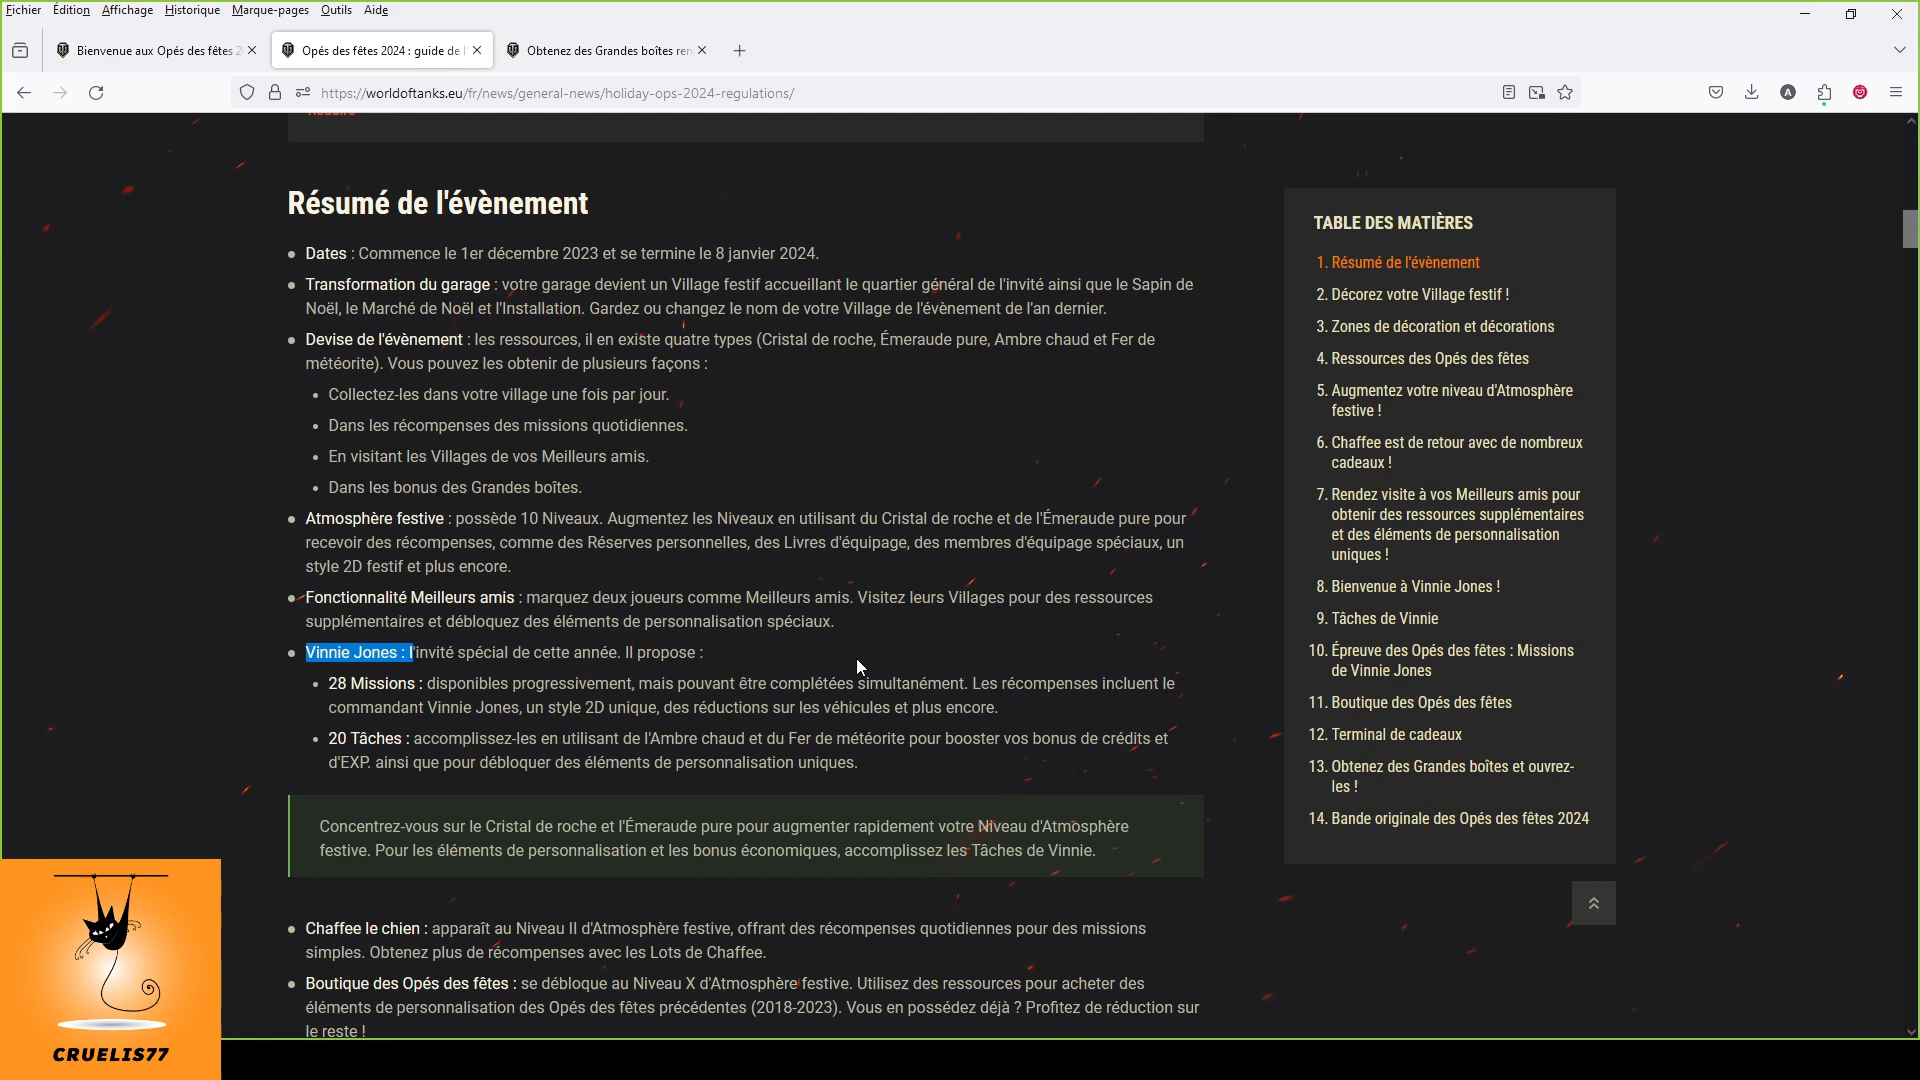 Fichier Édition Affichage Historique Marque-pages Outils Aide
Bienvenue aux Opés des fêtes 2
Opés des fêtes 2024 : guide de l'
Obtenez des Grandes boîtes ren
https://worldoftanks.eu/fr/news/general-news/holiday-ops-2024-regulations/
Résumé de l'évènement
Dates : Commence le 1er décembre 2023 et se termine le 8 janvier 2024.
Transformation du garage : votre garage devient un Village festif accueillant le quartier général de l'invité ainsi que le Sapin de
Noël, le Marché de Noël et l'Installation. Gardez ou changez le nom de votre Village de l'évènement de l'an dernier.
Devise de l'évènement : les ressources, il en existe quatre types (Cristal de roche, Émeraude pure, Ambre chaud et Fer de
météorite). Vous pouvez les obtenir de plusieurs façons :
Collectez-les dans votre village une fois par jour.
Dans les récompenses des missions quotidiennes.
En visitant les Villages de vos Meilleurs amis.
Dans les bonus des Grandes boîtes.
Atmosphère festive : possède 10 Niveaux. Augmentez les Niveaux en utilisant du Cristal de roche et de l'Émeraude pure pour
recevoir des récompenses, comme des Réserves personnelles, des Livres d'équipage, des membres d'équipage spéciaux, un
style 2D festif et plus encore.
Fonctionnalité Meilleurs amis : marquez deux joueurs comme Meilleurs amis. Visitez leurs Villages pour des ressources
supplémentaires et débloquez des éléments de personnalisation spéciaux.
Vinnie Jones : l'invité spécial de cette année. Il propose :
28 Missions : disponibles progressivement, mais pouvant être complétées simultanément. Les récompenses incluent le
commandant Vinnie Jones, un style 2D unique, des réductions sur les véhicules et plus encore.
20 Tâches : accomplissez-les en utilisant de l'Ambre chaud et du Fer de météorite pour booster vos bonus de crédits et
d'EXP. ainsi que pour débloquer des éléments de personnalisation uniques.
Concentrez-vous sur le Cristal de roche et l'Émeraude pure pour augmenter rapidement votre Niveau d'Atmosphère
festive. Pour les éléments de personnalisation et les bonus économiques, accomplissez les Tâches de Vinnie.
Chaffee le chien : apparaît au Niveau II d'Atmosphère festive, offrant des récompenses quotidiennes pour des missions
simples. Obtenez plus de récompenses avec les Lots de Chaffee.
Boutique des Opés des fêtes : se débloque au Niveau X d'Atmosphère festive. Utilisez des ressources pour acheter des
éléments de personnalisation des Opés des fêtes précédentes (2018-2023). Vous en possédez déjà ? Profitez de réduction sur
le reste !
TABLE DES MATIÈRES
1. Résumé de l'évènement
2. Décorez votre Village festif !
3. Zones de décoration et décorations
4. Ressources des Opés des fêtes
5. Augmentez votre niveau d'Atmosphère
festive !
6. Chaffee est de retour avec de nombreux
cadeaux !
7. Rendez visite à vos Meilleurs amis pour
obtenir des ressources supplémentaires
et des éléments de personnalisation
uniques !
8. Bienvenue à Vinnie Jones !
9. Tâches de Vinnie
10. Épreuve des Opés des fêtes : Missions
de Vinnie Jones
11. Boutique des Opés des fêtes
12. Terminal de cadeaux
13. Obtenez des Grandes boîtes et ouvrez-
les !
14. Bande originale des Opés des fêtes 2024
CRUELIS77